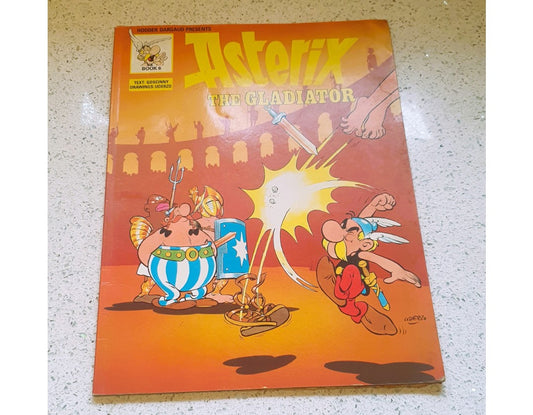 HODDER DARGAUD PRESENTS
Asterix
BOOK 6
THE GLADIATOR
TEXT: GOSCINNY
DRAWINGS: UDERZO
UDERZO